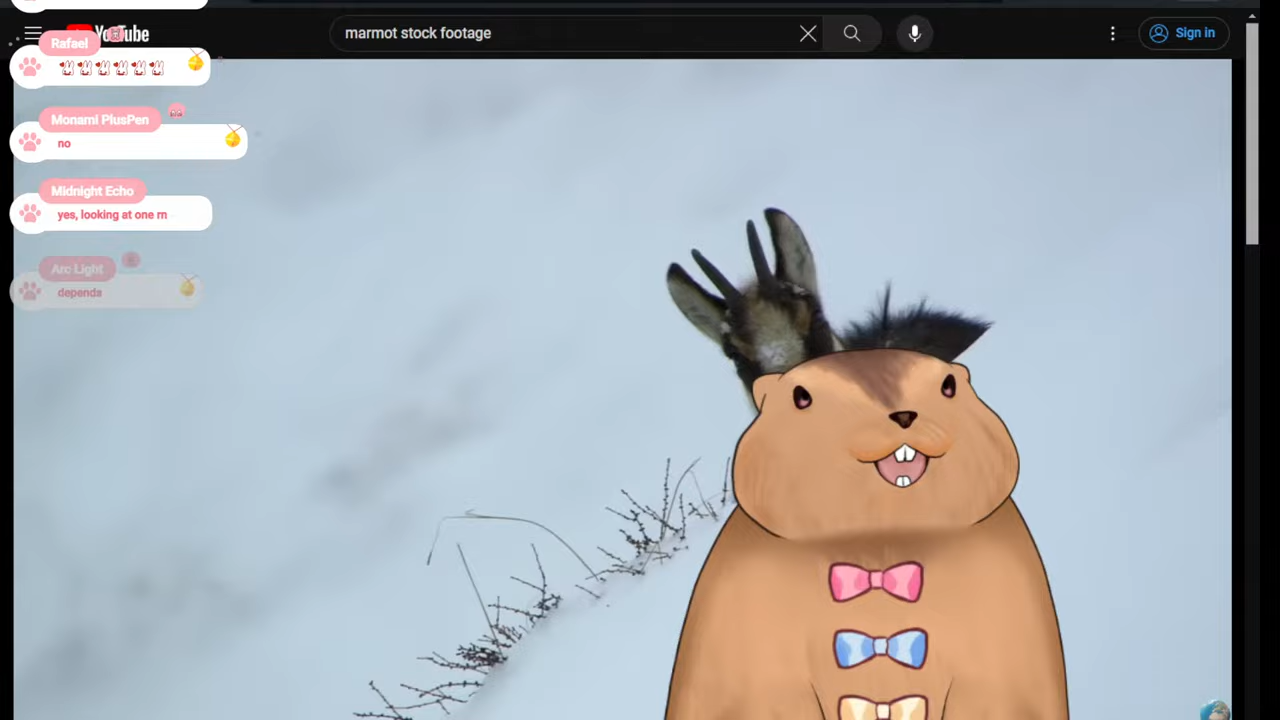 YouTube
marmot stock footage
Sign in
Rafael
Monami PlusPen
no
Midnight Echo
yes, looking at one rn
Arc Light
depends